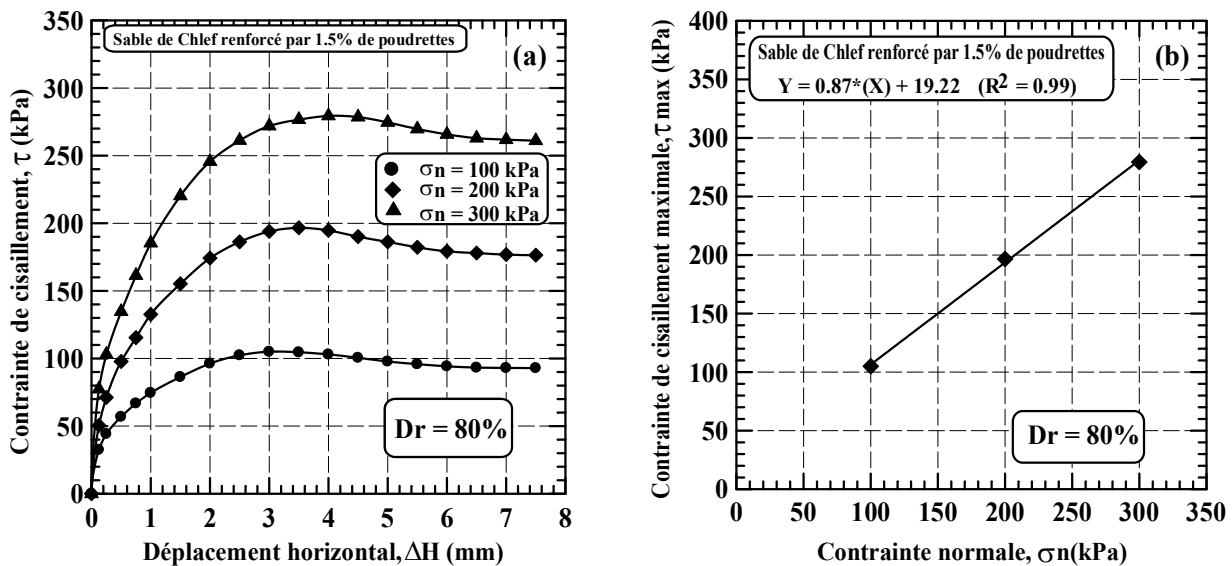 Sable de Chlef renforcé par 1.5% de poudrettes
(a)
Contrainte de cisaillement, τ (kPa)
350
300
250
200
150
100
50
0
σn = 100 kPa
σn = 200 kPa
σn = 300 kPa
Dr = 80%
0 1 2 3 4 5 6 7 8
Déplacement horizontal, ΔH (mm)
(b)
Sable de Chlef renforcé par 1.5% de poudrettes
Y = 0.87*(X) + 19.22 (R² = 0.99)
Contrainte de cisaillement maximale, τ max (kPa)
400
350
300
250
200
150
100
50
0
Dr = 80%
0 50 100 150 200 250 300 350
Contrainte normale, σn(kPa)